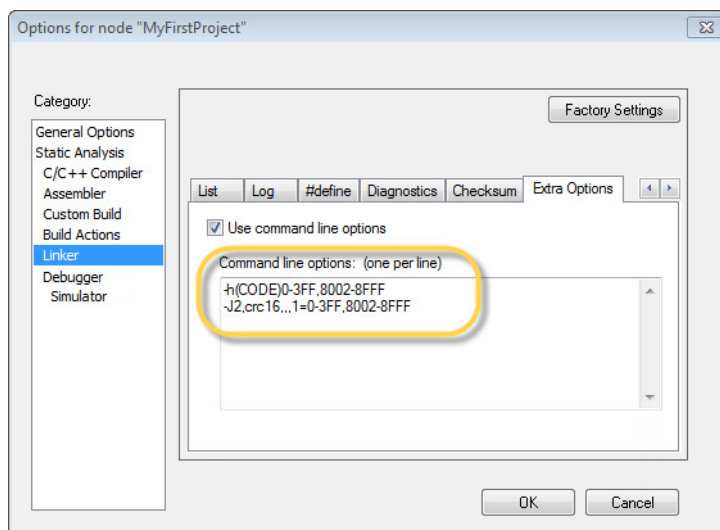 Options for node "MyFirstProject"
Category:
Factory Settings
General Options
Static Analysis
C/C++ Compiler
Assembler
Custom Build
Build Actions
Linker
Debugger
Simulator
List Log #define Diagnostics Checksum Extra Options
Use command line options
Command line options: (one per line)
-h(CODE)0-3FF,8002-8FFF
-J2,crc16,,,1=0-3FF,8002-8FFF
OK Cancel